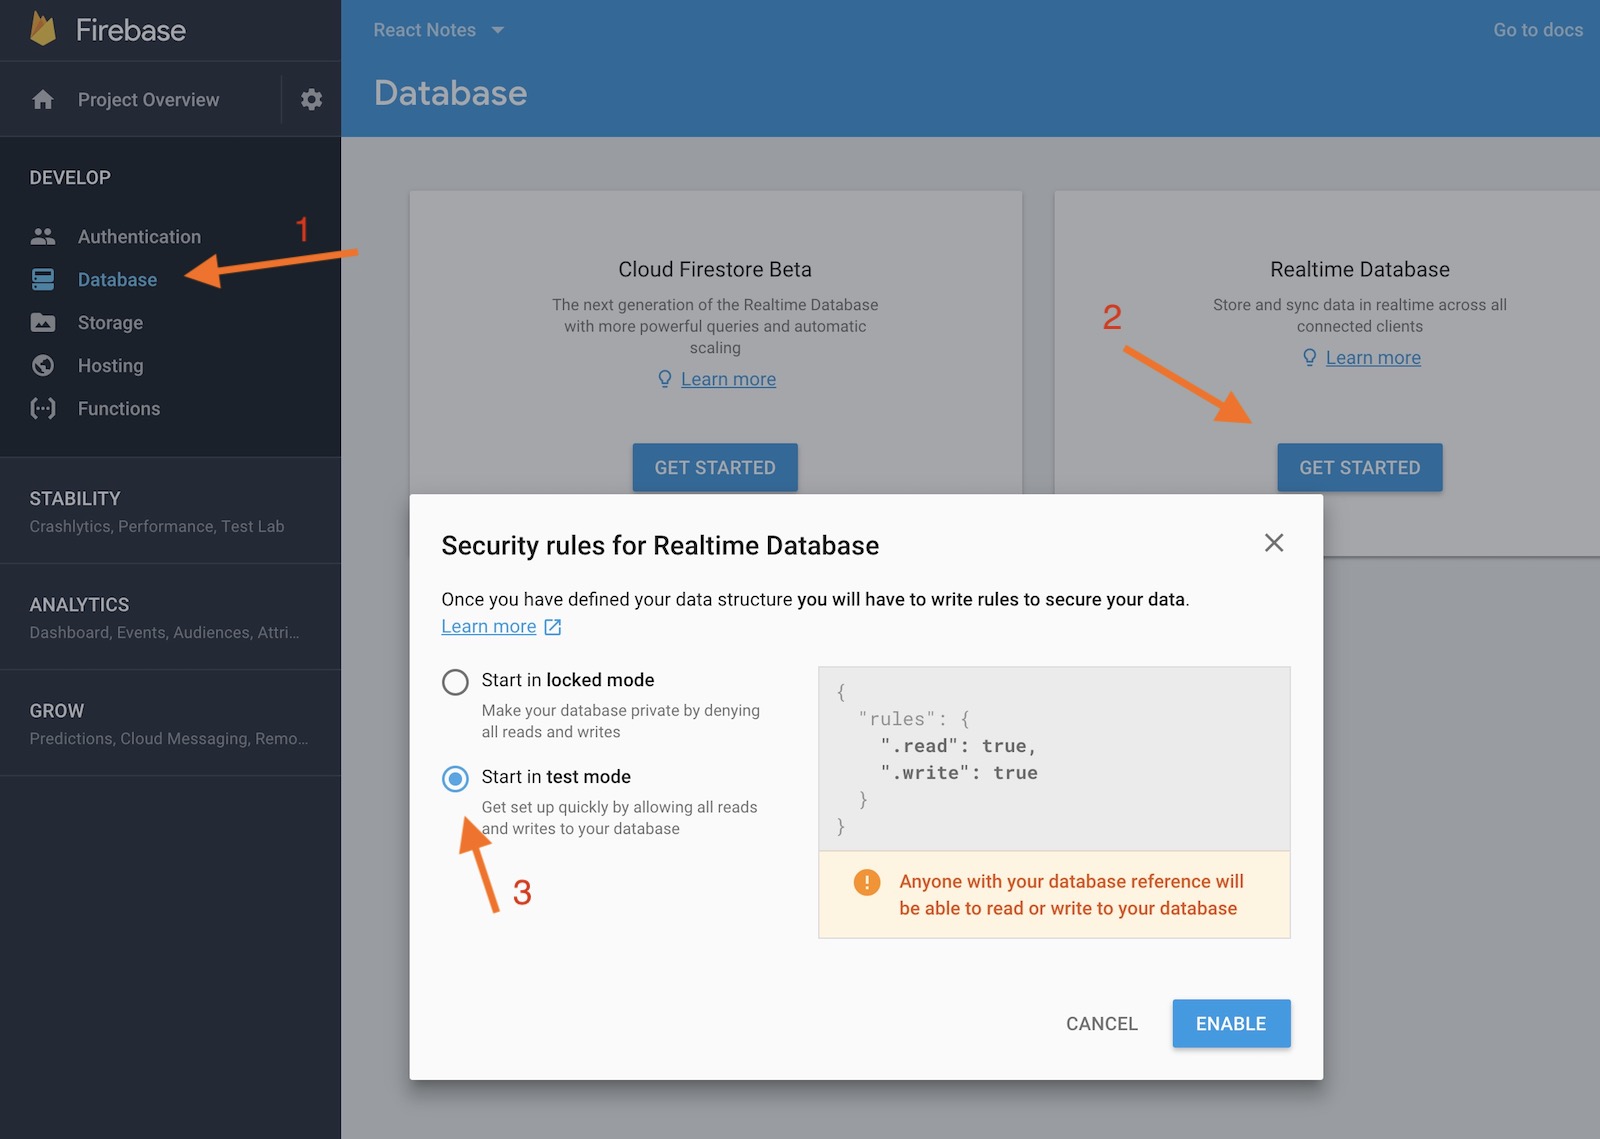 Firebase
Project Overview
DEVELOP
Authentication
1
Database
Storage
Hosting
Functions
STABILITY
Crashlytics, Performance, Test Lab
ANALYTICS
Dashboard, Events, Audiences, Attri...
GROW
Predictions, Cloud Messaging, Remo...
React Notes
Go to docs
Database
Cloud Firestore Beta
The next generation of the Realtime Database
with more powerful queries and automatic
scaling
Learn more
GET STARTED
Realtime Database
Store and sync data in realtime across all
connected clients
2
Learn more
GET STARTED
Security rules for Realtime Database
Once you have defined your data structure you will have to write rules to secure your data.
Learn more
Start in locked mode
Make your database private by denying
all reads and writes
Start in test mode
Get set up quickly by allowing all reads
and writes to your database
3
{
"rules": {
".read": true,
".write": true
}
}
! Anyone with your database reference will
be able to read or write to your database
CANCEL
ENABLE